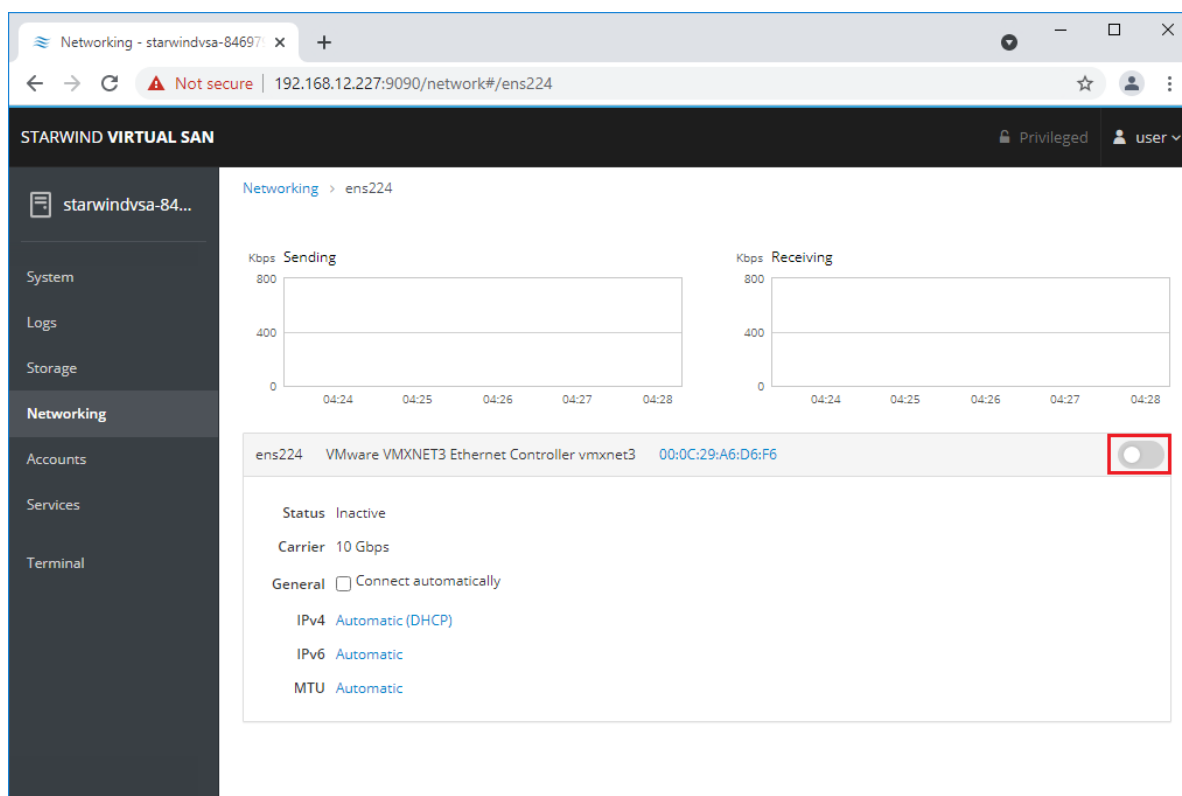 Networking - starwindvsa-84697
Not secure | 192.168.12.227:9090/network#/ens224
STARWIND VIRTUAL SAN
Privileged
user
starwindvsa-84...
System
Logs
Storage
Networking
Accounts
Services
Terminal
Networking > ens224
Kbps Sending
800
400
0
04:24 04:25 04:26 04:27 04:28
Kbps Receiving
800
400
0
04:24 04:25 04:26 04:27 04:28
ens224 VMware VMXNET3 Ethernet Controller vmxnet3 00:0C:29:A6:D6:F6
Status Inactive
Carrier 10 Gbps
General Connect automatically
IPv4 Automatic (DHCP)
IPv6 Automatic
MTU Automatic